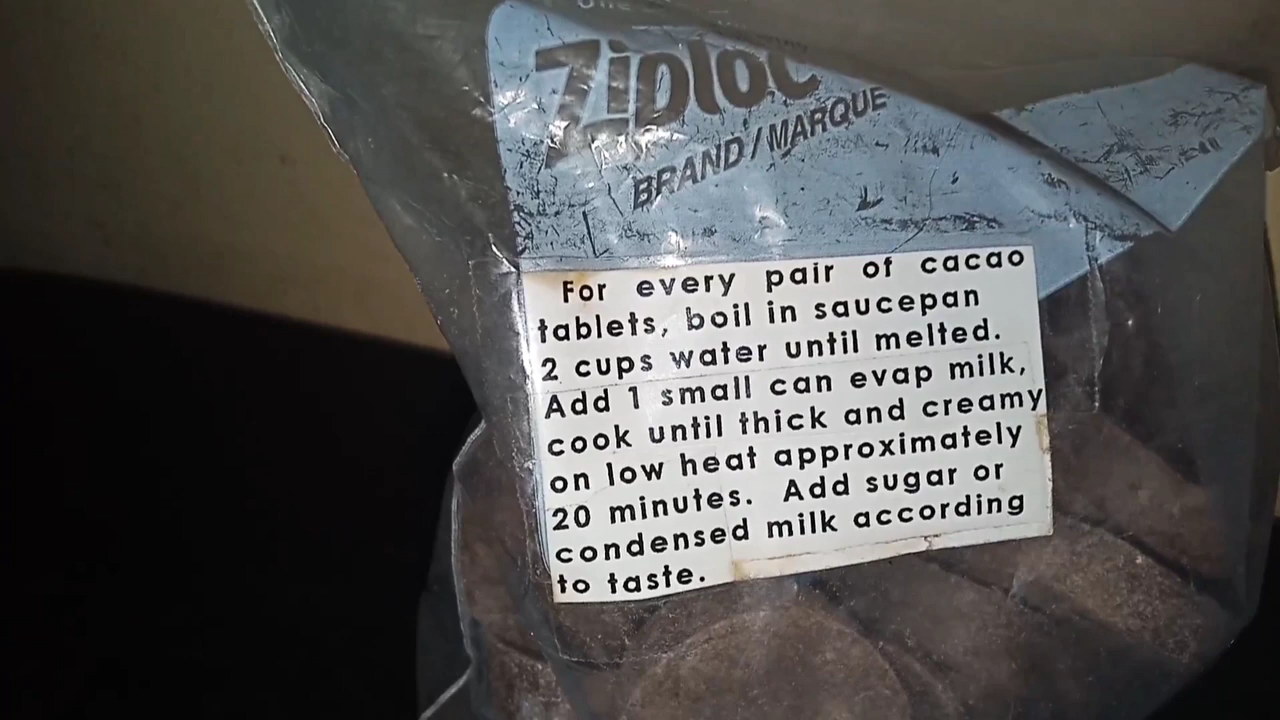 Ziploc
BRAND/MARQUE
For every pair of cacao
tablets, boil in saucepan
2 cups water until melted.
Add 1 small can evap milk,
cook until thick and creamy
on low heat approximately
20 minutes. Add sugar or
condensed milk according
to taste.